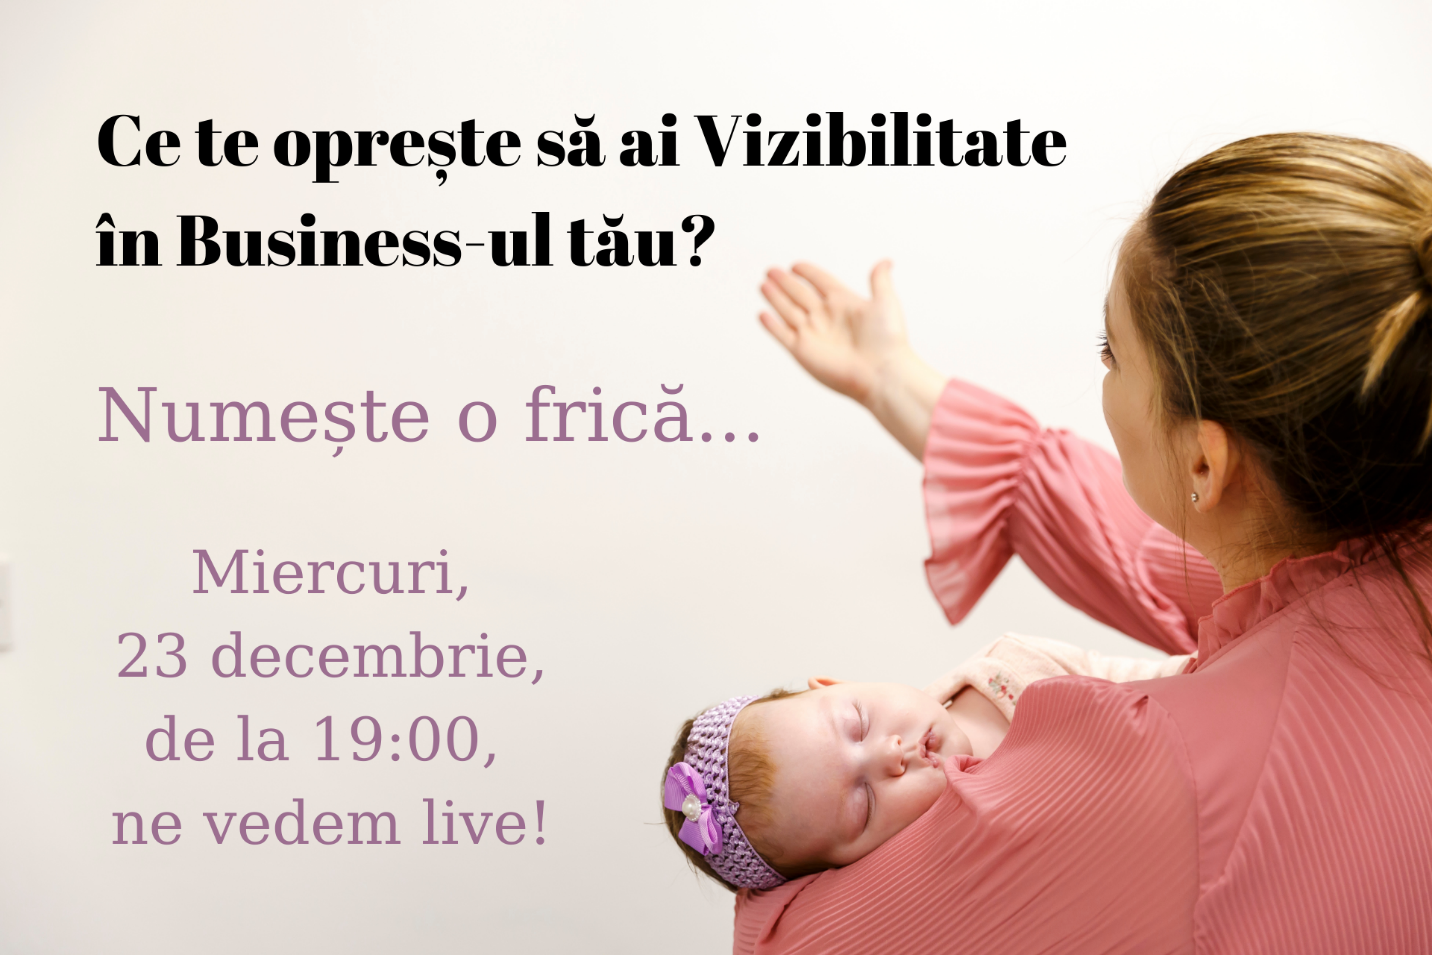 Ce te oprește să ai Vizibilitate
în Business-ul tău?
Numește o frică...
Miercuri,
23 decembrie,
de la 19:00,
ne vedem live!